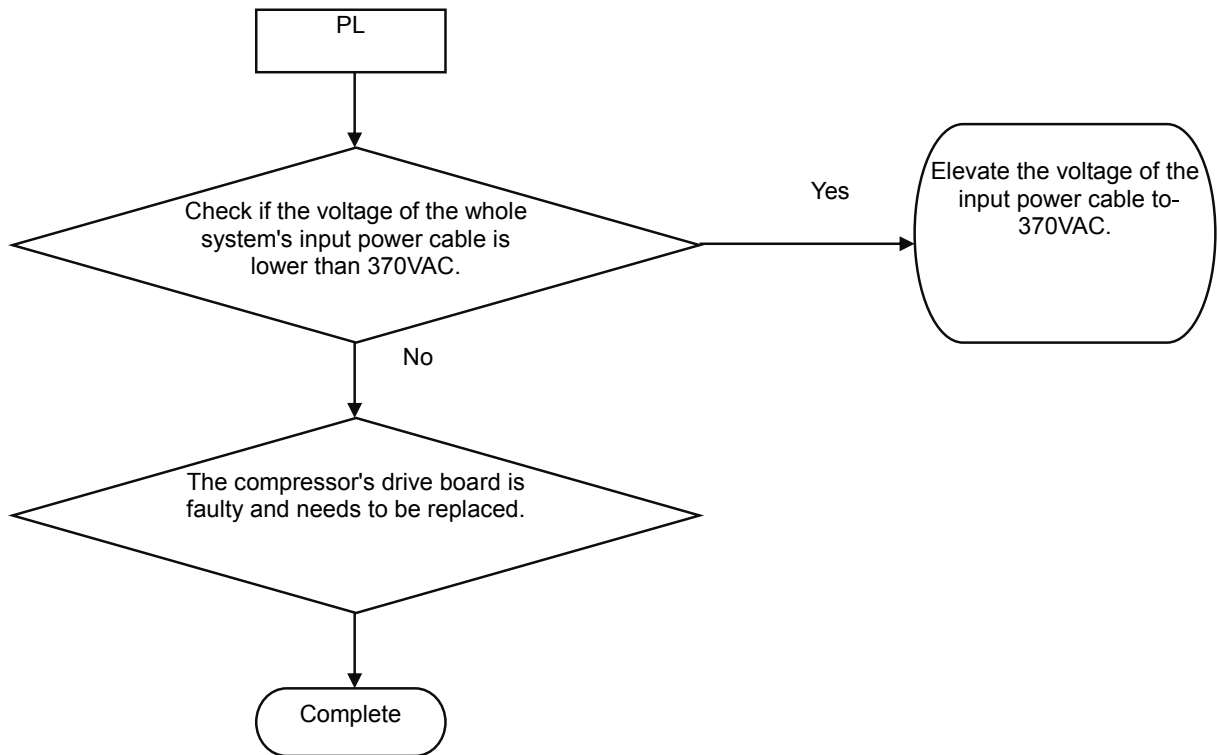 PL
Check if the voltage of the whole
system's input power cable is
lower than 370VAC.
Yes
Elevate the voltage of the
input power cable to-
370VAC.
No
The compressor's drive board is
faulty and needs to be replaced.
Complete